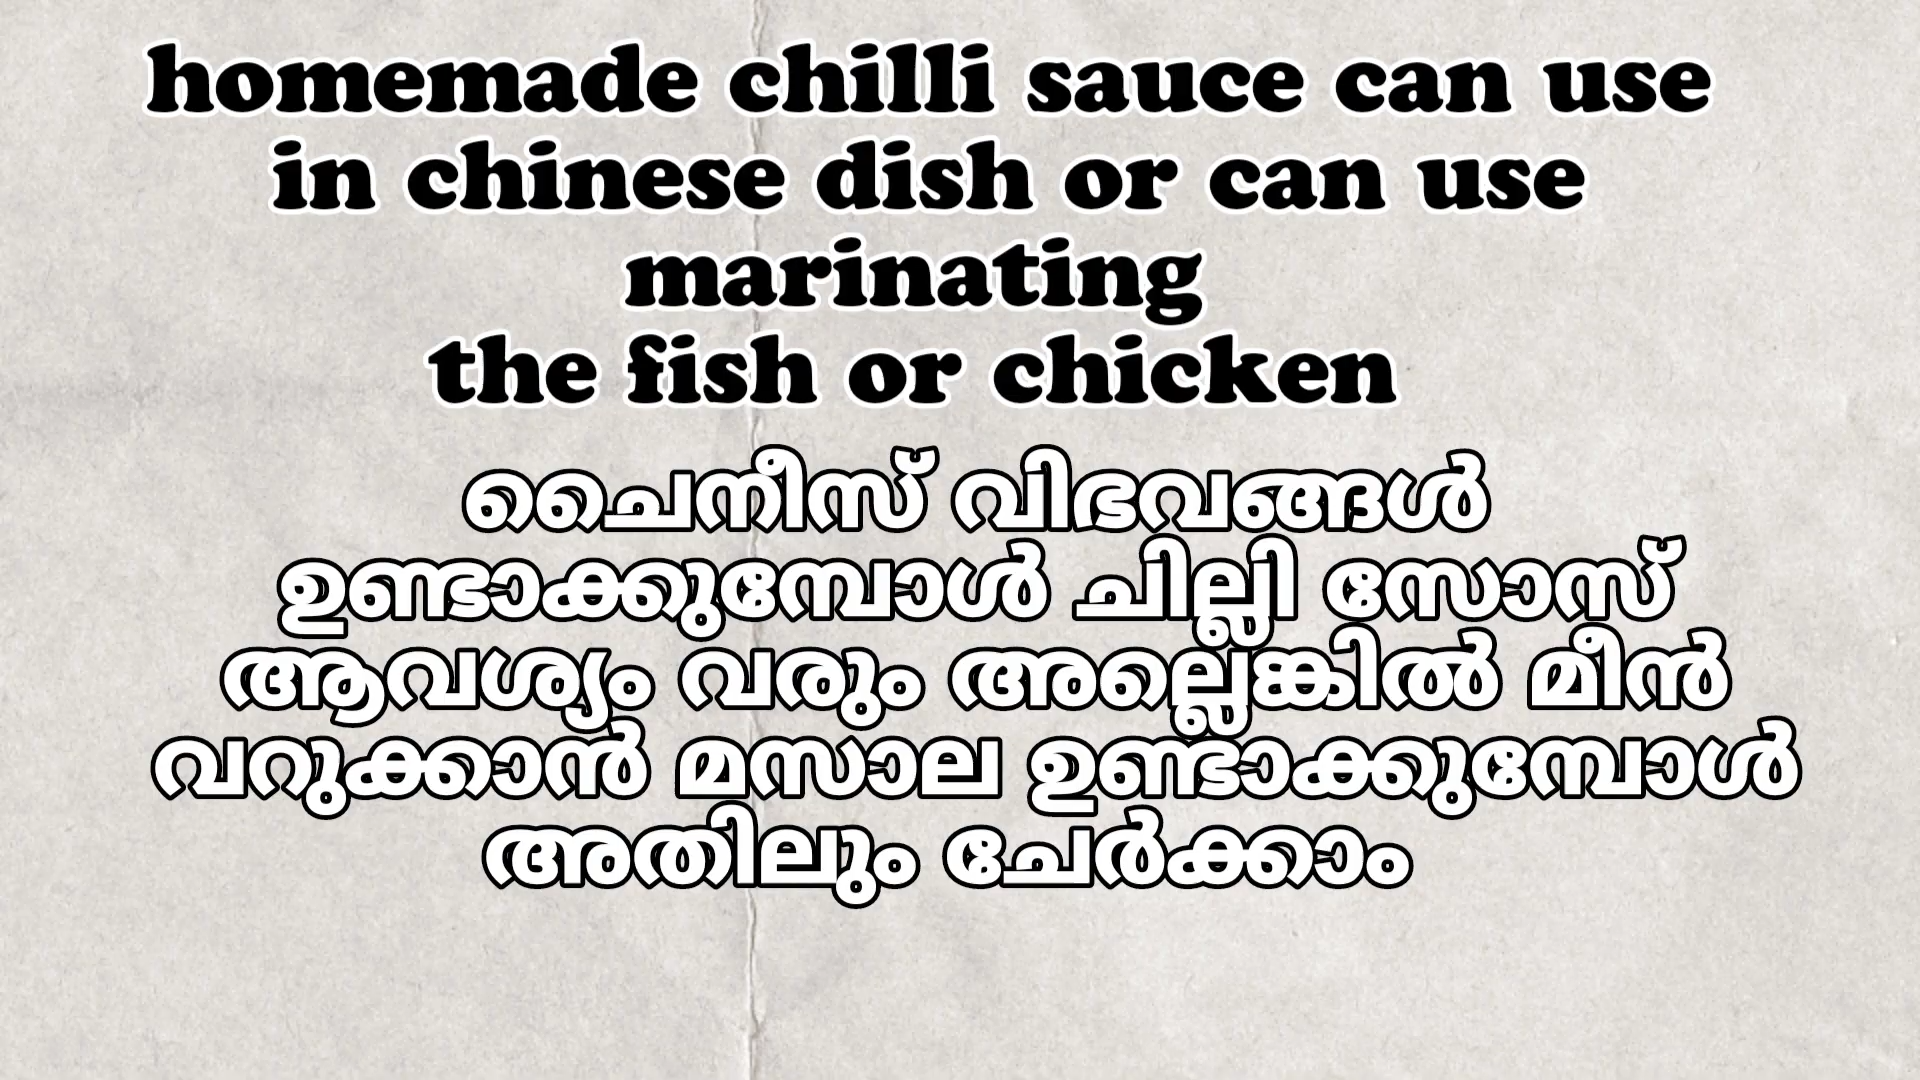 homemade chilli sauce can use
in chinese dish or can use
marinating
the fish or chicken
ചൈനീസ് വിഭവങ്ങൾ
ഉണ്ടാക്കുമ്പോൾ ചില്ലി സോസ്
ആവശ്യം വരും അല്ലെങ്കിൽ മീൻ
വറുക്കാൻ മസാല ഉണ്ടാക്കുമ്പോൾ
അതിലും ചേർക്കാം